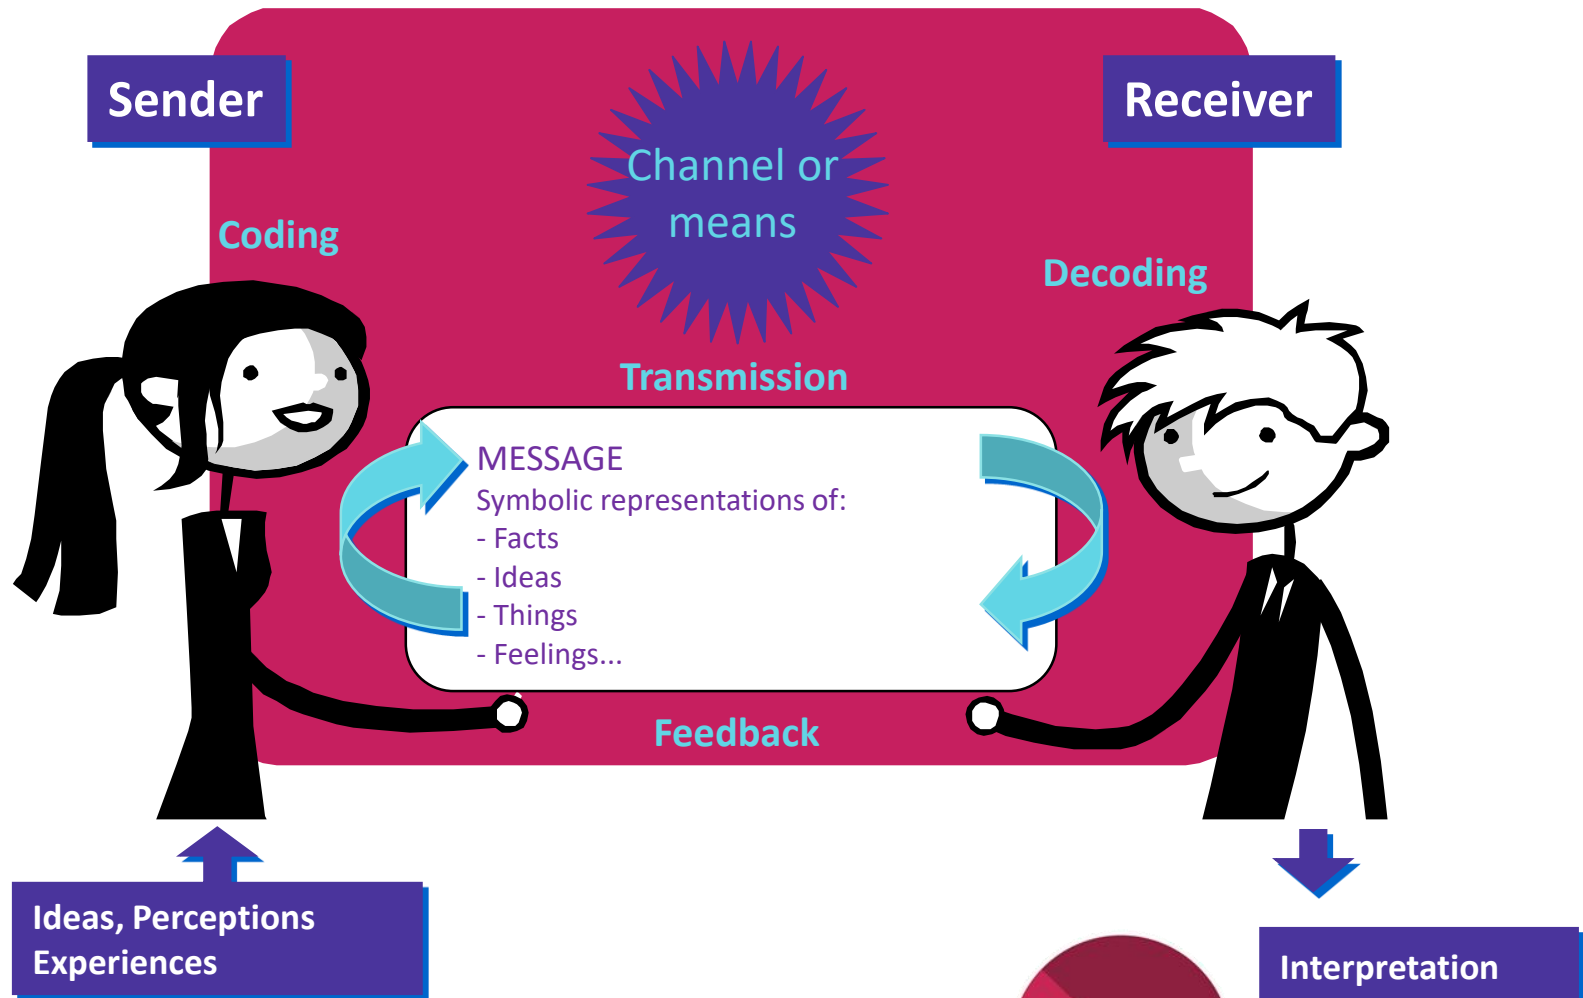 Sender
Receiver
Channel or
means
Coding
Decoding
Transmission
MESSAGE
Symbolic representations of:
- Facts
- Ideas
- Things
- Feelings...
Feedback
Ideas, Perceptions
Experiences
Interpretation